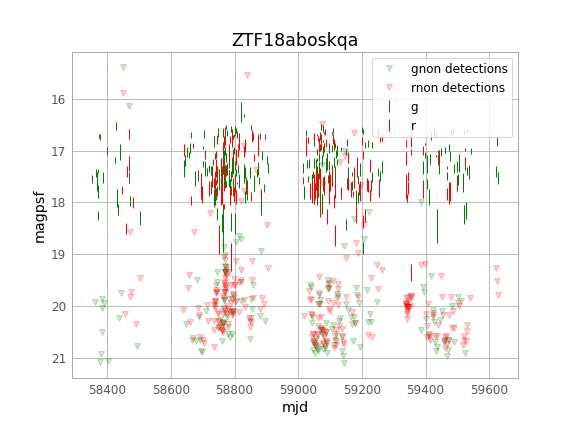 ZTF18aboskqa
gnon detections
rnon detections
g
r
magpsf
16
17
18
19
20
21
58400 58600 58800 59000 59200 59400 59600
mjd